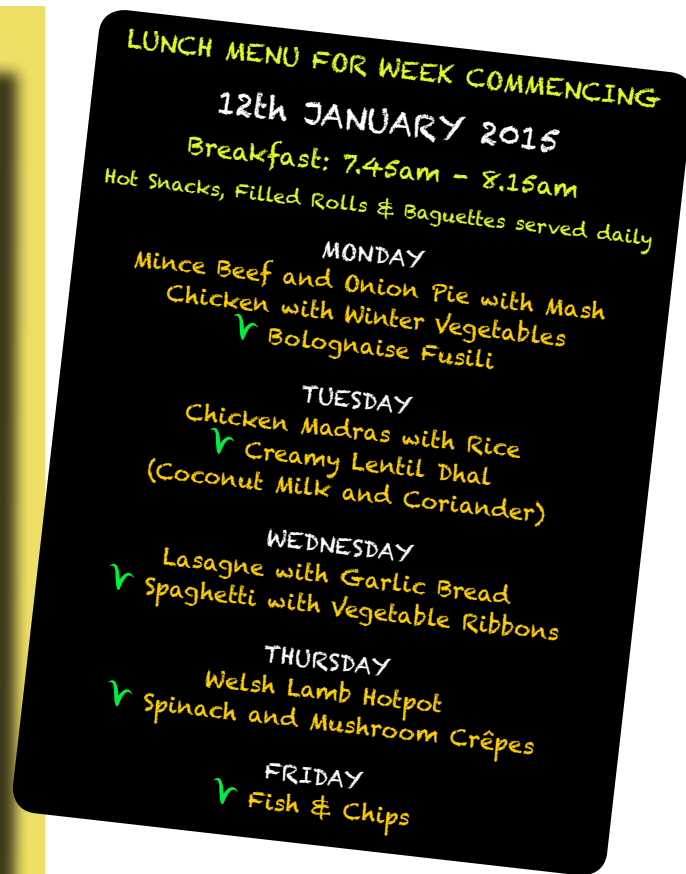 LUNCH MENU FOR WEEK COMMENCING
12th JANUARY 2015
Breakfast: 7.45am - 8.15am
Hot Snacks, Filled Rolls & Baguettes served daily
MONDAY
Mince Beef and Onion Pie with Mash
Chicken with Winter Vegetables
V Bolognaise Fusili
TUESDAY
Chicken Madras with Rice
V Creamy Lentil Dhal
(Coconut Milk and Coriander)
WEDNESDAY
Lasagne with Garlic Bread
V Spaghetti with Vegetable Ribbons
THURSDAY
Welsh Lamb Hotpot
V Spinach and Mushroom Crêpes
FRIDAY
V Fish & Chips